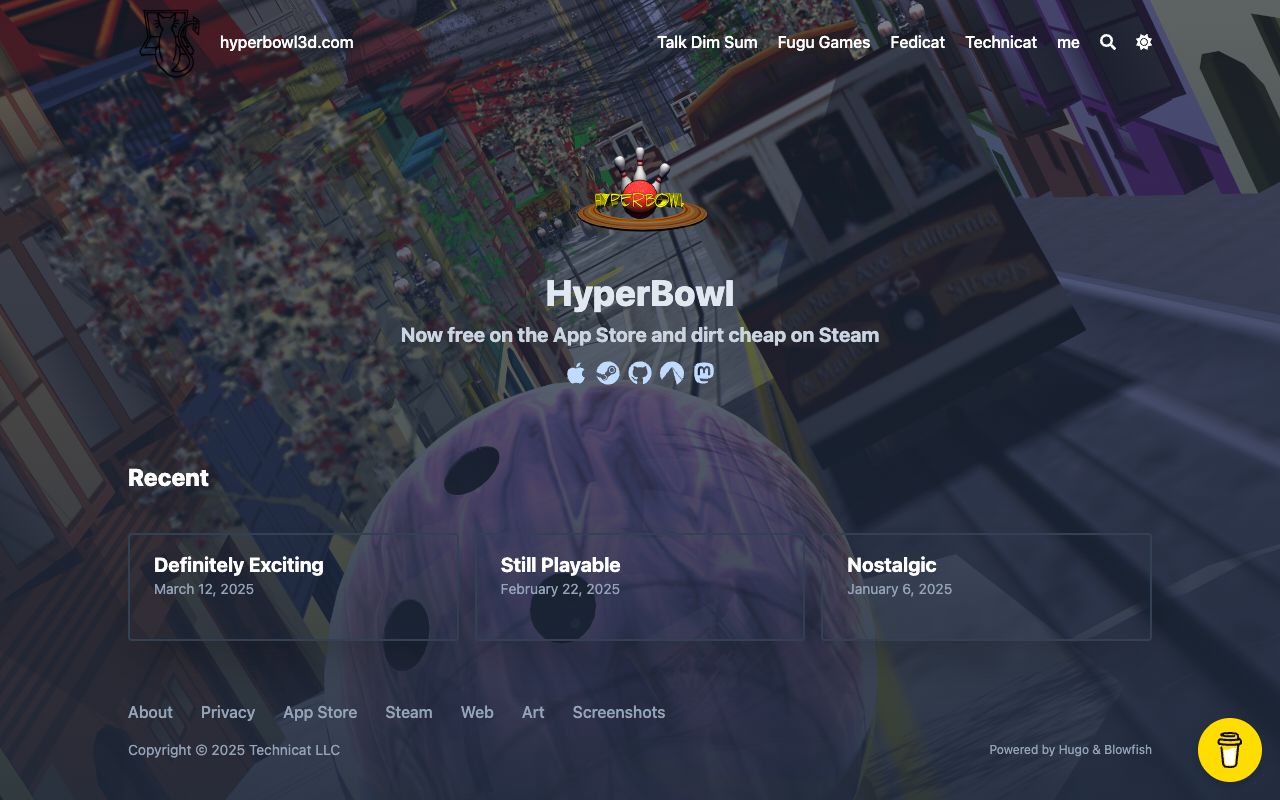 hyperbowl3d.com
Talk Dim Sum Fugu Games Fedicat Technicat me
HYPERBOWL
HyperBowl
Now free on the App Store and dirt cheap on Steam
California
Streets
Recent
Definitely Exciting
March 12, 2025
Still Playable
February 22, 2025
Nostalgic
January 6, 2025
About Privacy App Store Steam Web Art Screenshots
Copyright © 2025 Technicat LLC
Powered by Hugo & Blowfish